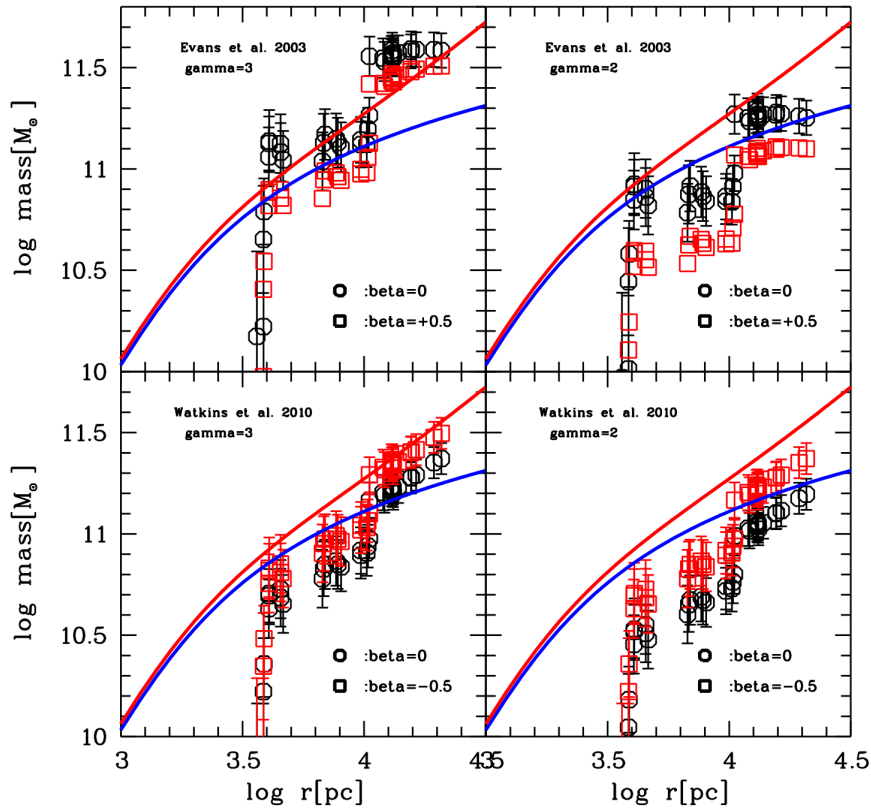 Evans et al. 2003
gamma=3
:beta=0
:beta=+0.5
Evans et al. 2003
gamma=2
:beta=0
:beta=+0.5
11.5
11
10.5
10
log mass[M⊙]
Watkins et al. 2010
gamma=3
:beta=0
:beta=−0.5
Watkins et al. 2010
gamma=2
:beta=0
:beta=−0.5
11.5
11
10.5
10
log mass[M⊙]
3 3.5 4 4.5
3 3.5 4 4.5
log r[pc] log r[pc]